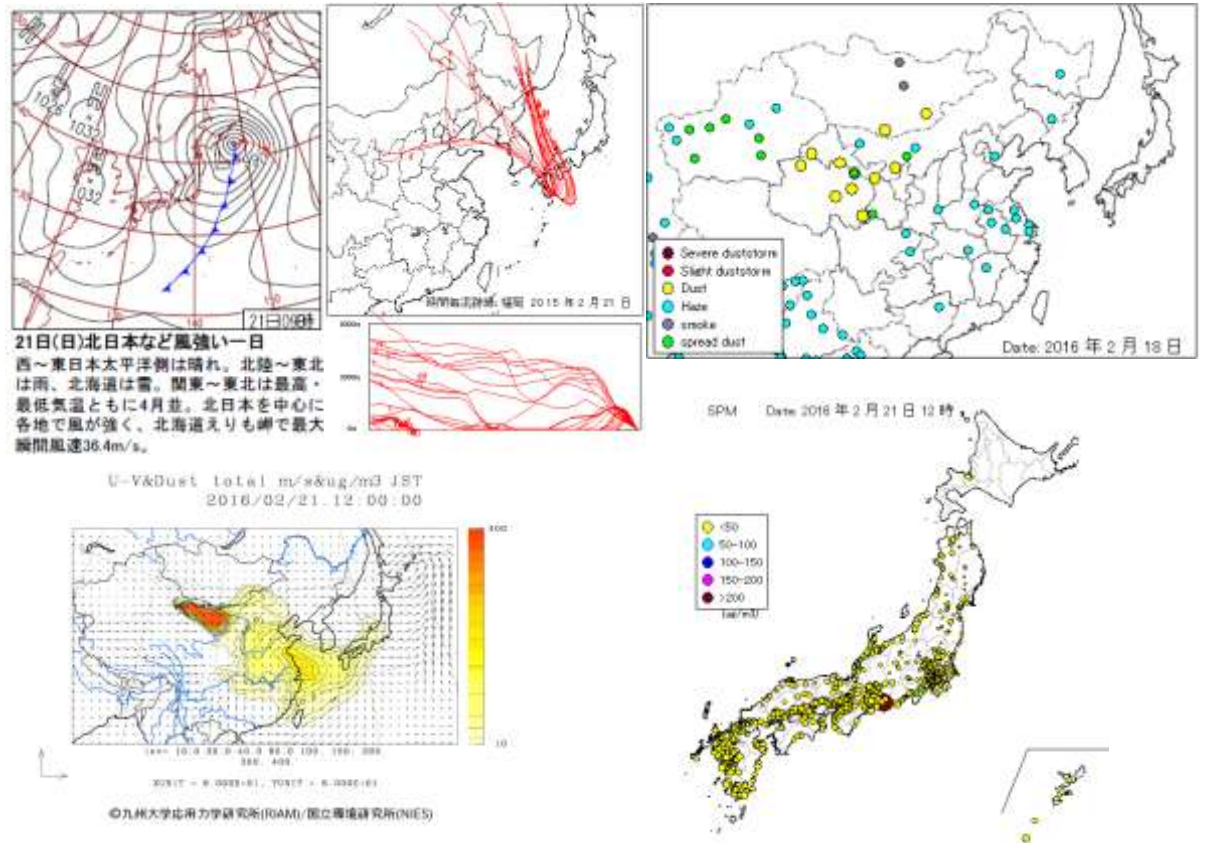 1026
1032
032
21日09時
21日(日)北日本など風強い一日
西～東日本太平洋側は晴れ。北陸～東北
は雨、北海道は雪。関東～東北は最高・
最低気温ともに4月並。北日本を中心に
各地で風が強く、北海道えりも岬で最大
瞬間風速36.4m/s。
2015 年 2 月 21 日
Severe duststorm
Slight duststorm
Dust
Haze
smoke
spread dust
Date: 2016 年 2 月 18 日
U-V&Dust total m/s&ug/m3 JST
2016/02/21.12:00:00
10
©九州大学応用力学研究所(RIAM)/国立環境研究所(NIES)
SPM Date: 2016 年 2 月 21 日 12 時
<50
50-100
100-150
150-200
>200
(ug/m3)